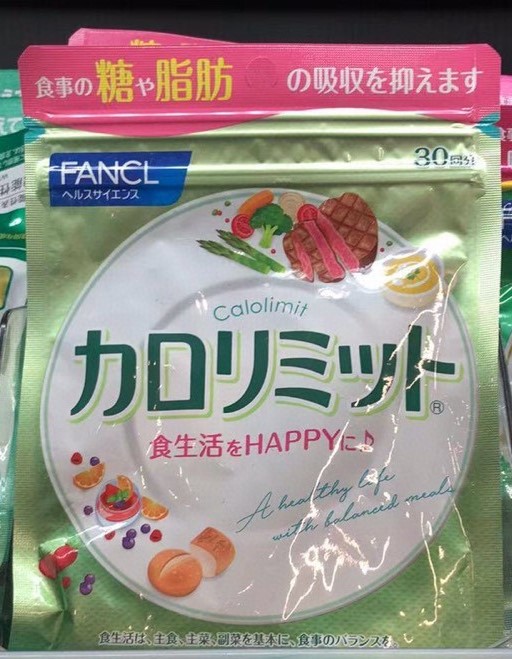 食事の糖や脂肪の吸収を抑えます
FANCL
ヘルスサイエンス
30回分
Calolimit
カロリミット®
食生活をHAPPYに♪
A healthy life
with balanced meals
食生活は、主食、主菜、副菜を基本に、食事のバランスを。